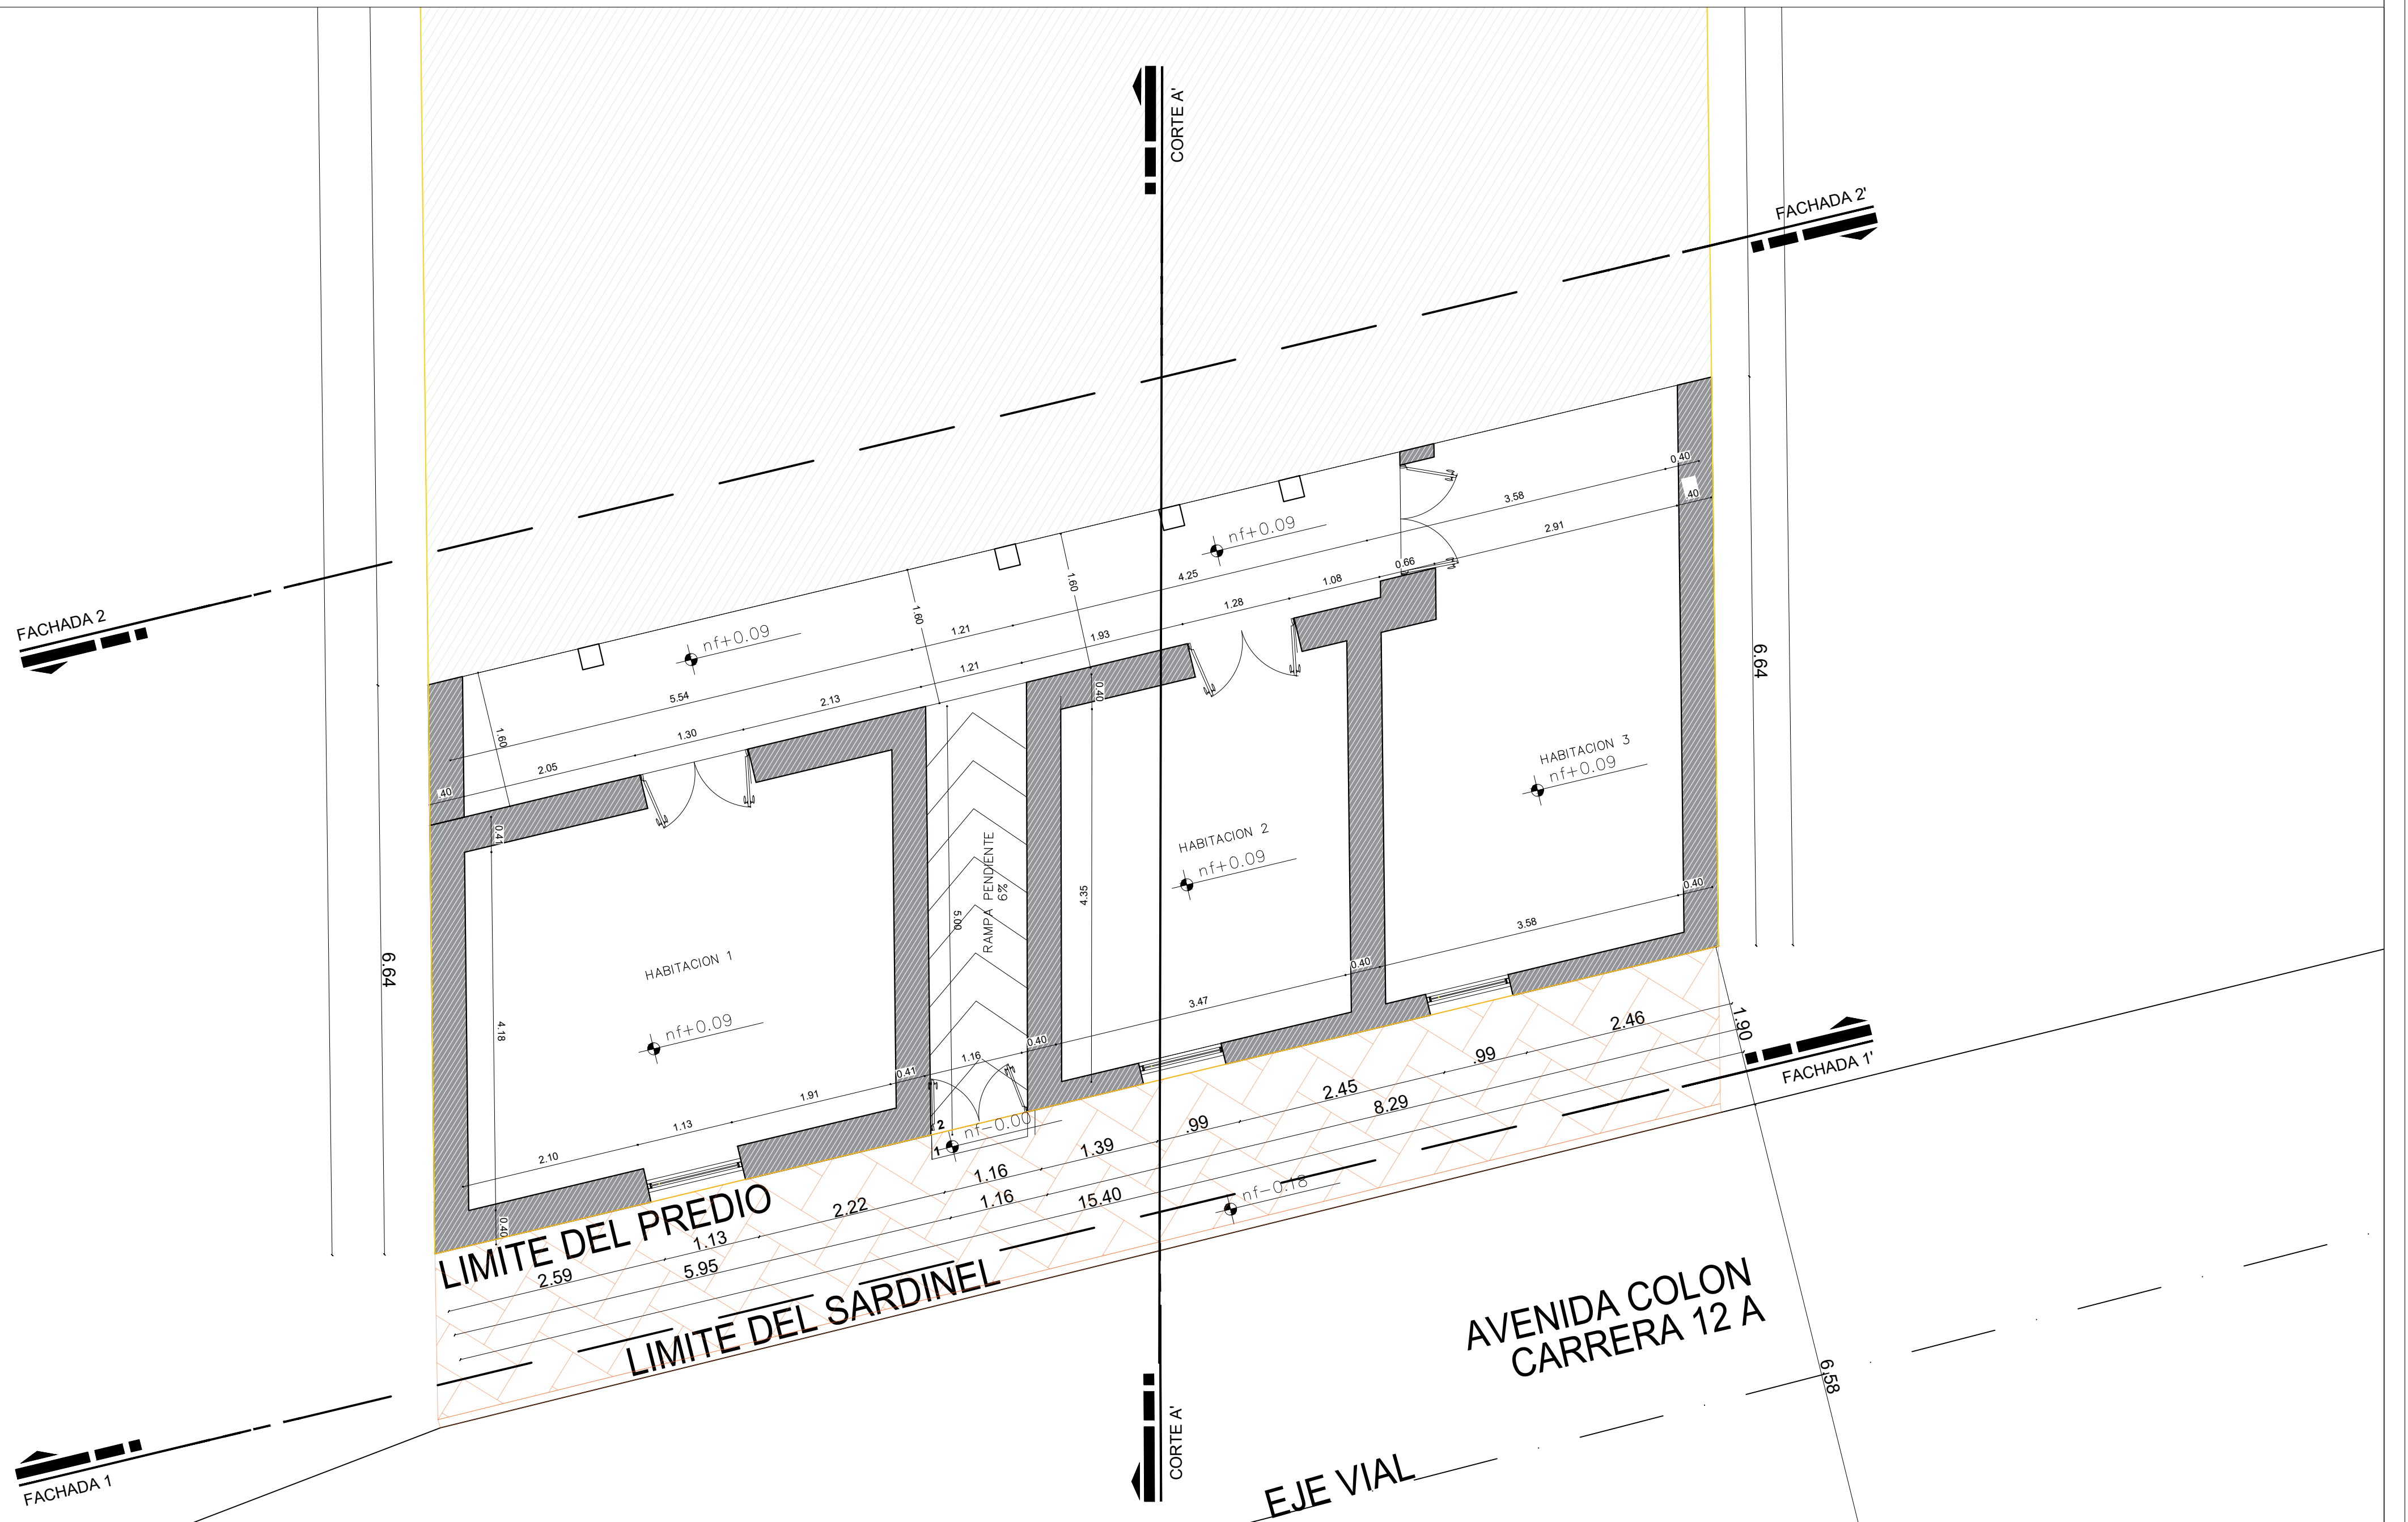 CORTE A'
FACHADA 2'
FACHADA 2
0.40
.40
3.58
2.91
nf+0.09
4.25
0.66
1.08
1.28
1.93
1.60
1.60
1.21
1.21
nf+0.09
5.54
2.13
1.30
2.05
.40
1.60
0.41
0.40
6.64
6.64
HABITACION 3
nf+0.09
HABITACION 2
nf+0.09
HABITACION 1
nf+0.09
RAMPA PENDIENTE
6%
5.00
4.35
4.18
0.40
3.58
0.40
3.47
0.40
1.16
0.41
1.91
1.13
2.10
0.40
2
1
nf-0.00
1.90
2.46
.99
2.45
.99
1.39
1.16
2.22
1.13
2.59
8.29
1.16
5.95
15.40
nf-0.18
LIMITE DEL PREDIO
LIMITE DEL SARDINEL
FACHADA 1'
AVENIDA COLON
CARRERA 12 A
6.58
EJE VIAL
CORTE A'
FACHADA 1